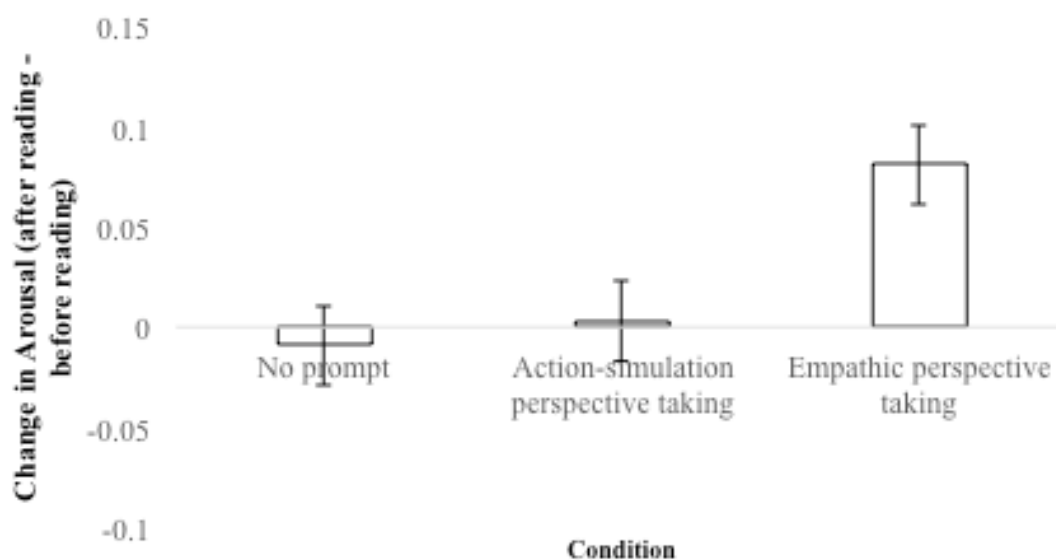 0.15
0.1
0.05
0
-0.05
-0.1
Change in Arousal (after reading -
before reading)
No prompt
Action-simulation
perspective taking
Empathic perspective
taking
Condition